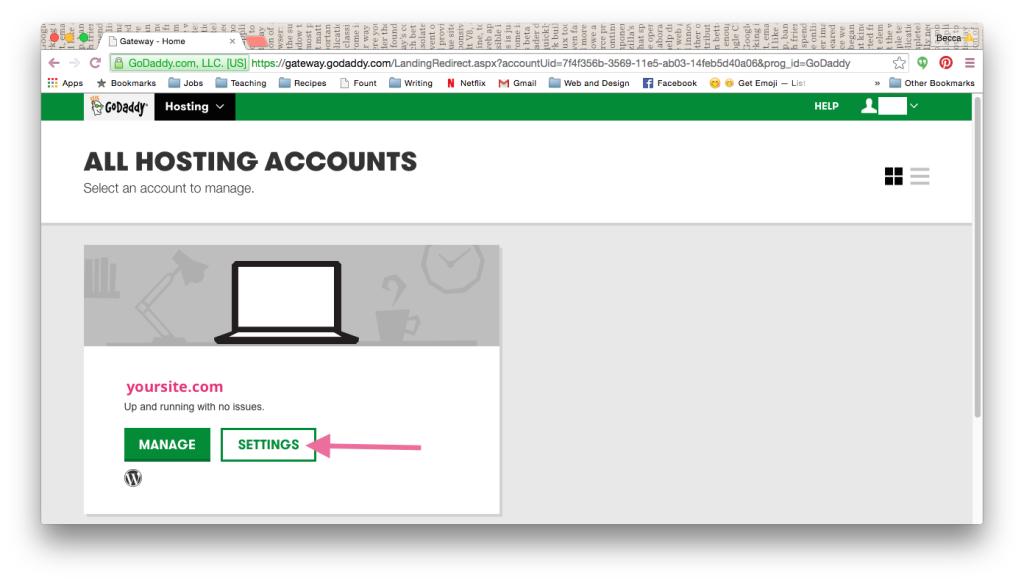 Gateway - Home
Becca
GoDaddy.com, LLC. [US] https://gateway.godaddy.com/LandingRedirect.aspx?accountUid=7f4f356b-3569-11e5-ab03-14feb5d40a06&prog_id=GoDaddy
Apps Bookmarks Jobs Teaching Recipes Fount Writing Netflix Gmail Web and Design Facebook Get Emoji — List » Other Bookmarks
GoDaddy Hosting HELP
ALL HOSTING ACCOUNTS
Select an account to manage.
yoursite.com
Up and running with no issues.
MANAGE SETTINGS